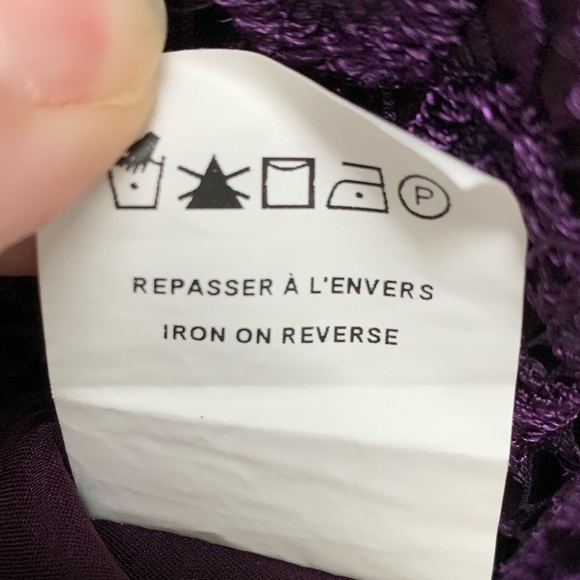 P
REPASSER À L'ENVERS
IRON ON REVERSE